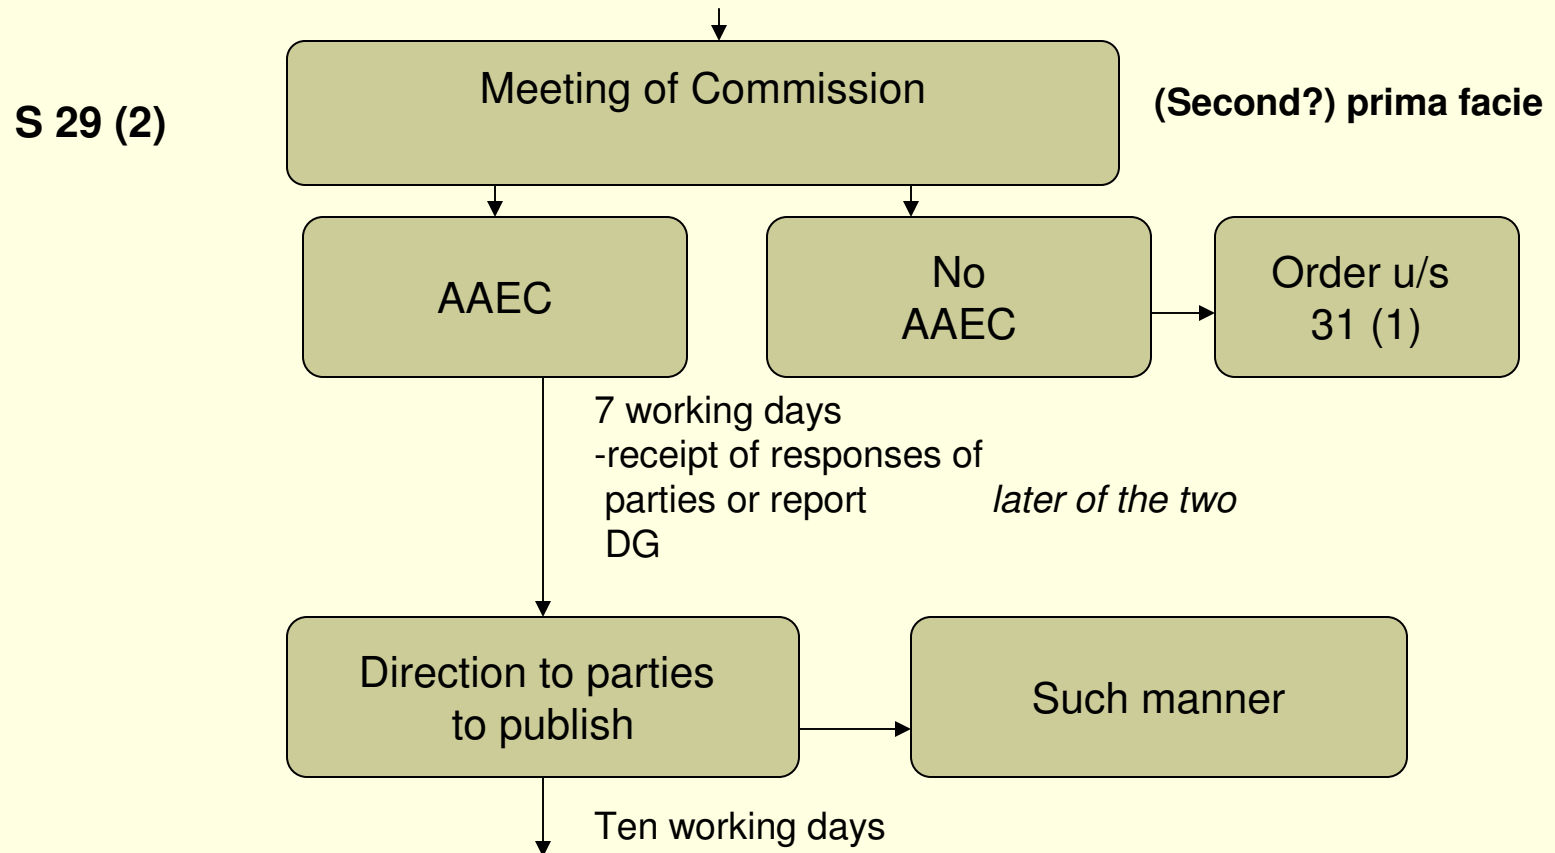 Meeting of Commission
S 29 (2)
(Second?) prima facie
AAEC
No
AAEC
Order u/s
31 (1)
7 working days
-receipt of responses of
parties or report
later of the two
DG
Direction to parties
to publish
Such manner
Ten working days